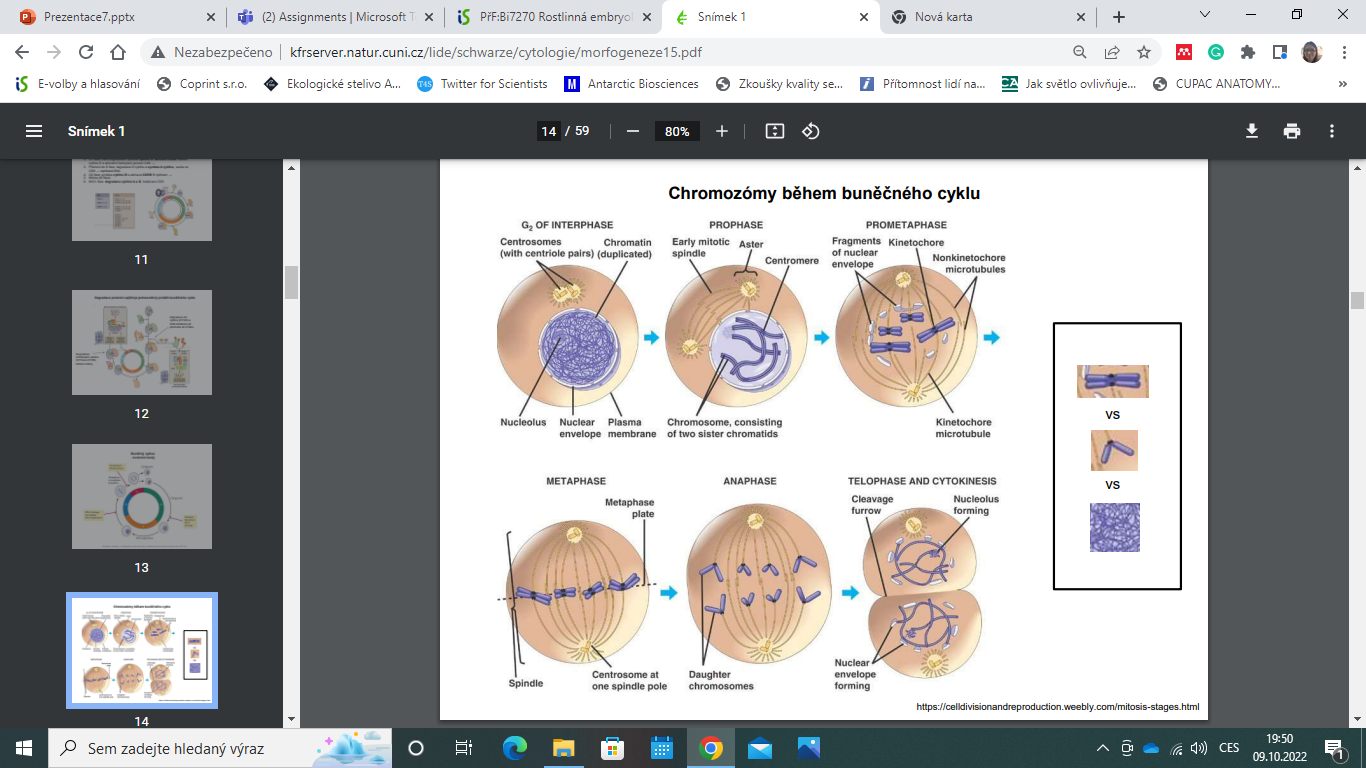 Prezentace7.pptx
(2) Assignments | Microsoft T
PřF:Bi7270 Rostlinná embryol
Snímek 1
Nová karta
Nezabezpečeno | kfrserver.natur.cuni.cz/lide/schwarze/cytologie/morfogeneze15.pdf
E-volby a hlasování
Coprint s.r.o.
Ekologické stelivo A...
Twitter for Scientists
Antarctic Biosciences
Zkoušky kvality se...
Přítomnost lidí na...
Jak světlo ovlivňuje...
CUPAC ANATOMY...
»
Snímek 1
14 / 59
80%
11
12
13
14
Chromozómy během buněčného cyklu
G2 OF INTERPHASE
Centrosomes
(with centriole pairs)
Chromatin
(duplicated)
Nucleolus
Nuclear
envelope
Plasma
membrane
PROPHASE
Early mitotic
spindle
Aster
Centromere
Chromosome, consisting
of two sister chromatids
PROMETAPHASE
Fragments
of nuclear
envelope
Kinetochore
Nonkinetochore
microtubules
Kinetochore
microtubule
METAPHASE
Metaphase
plate
Spindle
Centrosome at
one spindle pole
ANAPHASE
Daughter
chromosomes
TELOPHASE AND CYTOKINESIS
Cleavage
furrow
Nucleolus
forming
Nuclear
envelope
forming
vs
vs
https://celldivisionandreproduction.weebly.com/mitosis-stages.html
Sem zadejte hledaný výraz
CES
19:50
09.10.2022
1